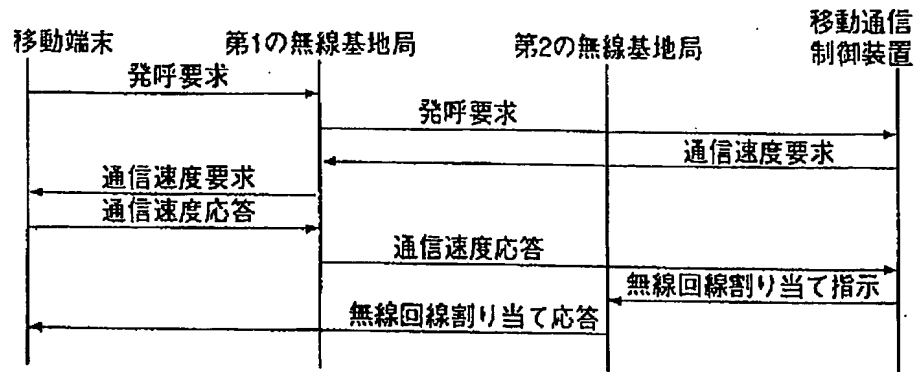 移動端末
第1の無線基地局
第2の無線基地局
移動通信
制御装置
発呼要求
発呼要求
通信速度要求
通信速度要求
通信速度応答
通信速度応答
無線回線割り当て指示
無線回線割り当て応答